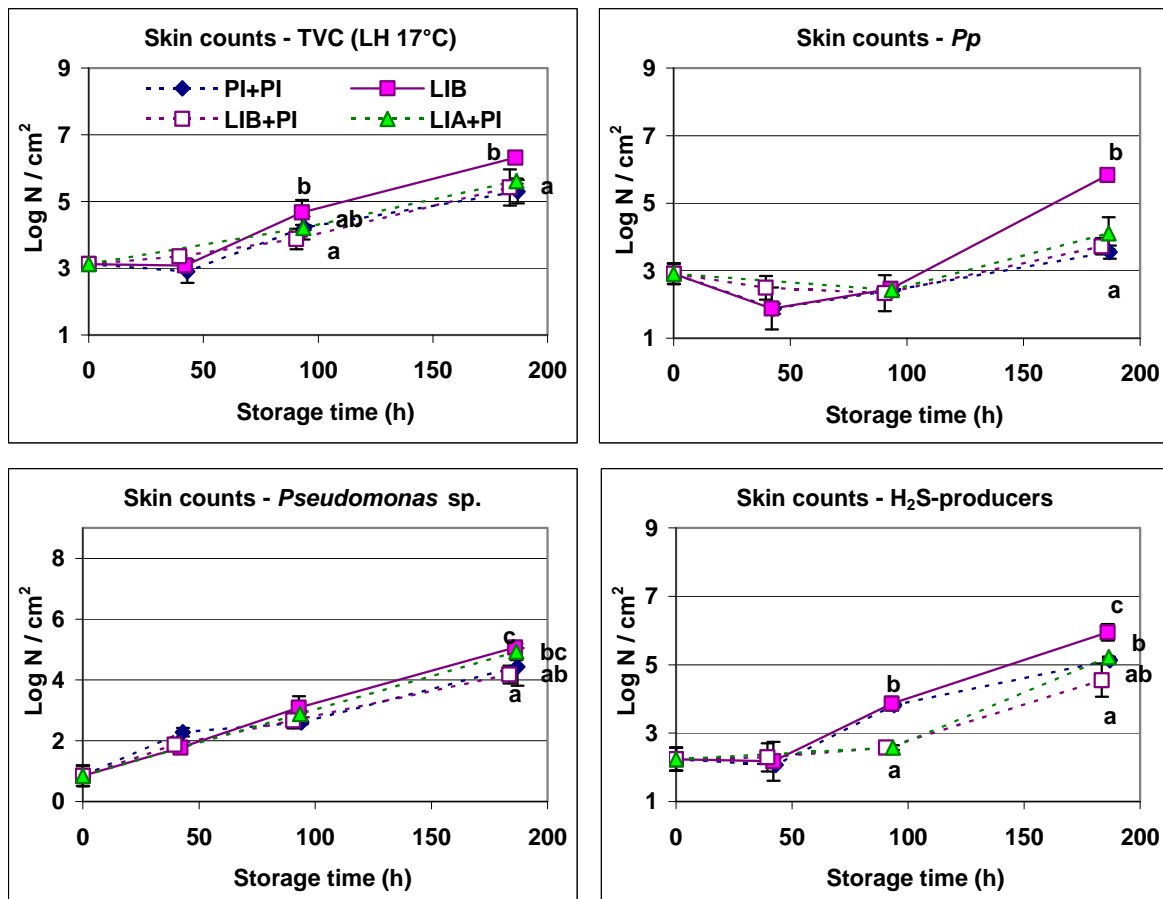 Skin counts - TVC (LH 17°C)
9
7
5
3
1
Log N / cm²
PI+PI
LIB
LIB+PI
LIA+PI
b
b
ab
a
a
0 50 100 150 200
Storage time (h)
Skin counts - Pp
9
7
5
3
1
Log N / cm²
b
a
0 50 100 150 200
Storage time (h)
Skin counts - Pseudomonas sp.
8
6
4
2
0
Log N / cm²
c
bc
ab
a
0 50 100 150 200
Storage time (h)
Skin counts - H₂S-producers
9
7
5
3
1
Log N / cm²
c
b
b
ab
a
a
0 50 100 150 200
Storage time (h)